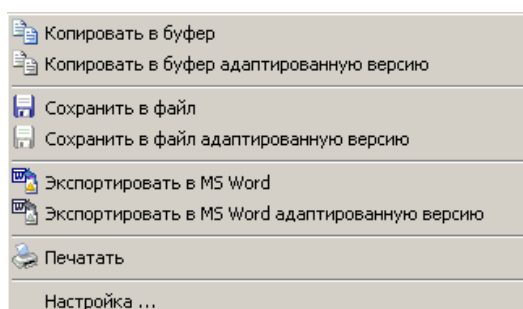 Копировать в буфер
Копировать в буфер адаптированную версию
Сохранить в файл
Сохранить в файл адаптированную версию
Экспортировать в MS Word
Экспортировать в MS Word адаптированную версию
Печатать
Настройка ...